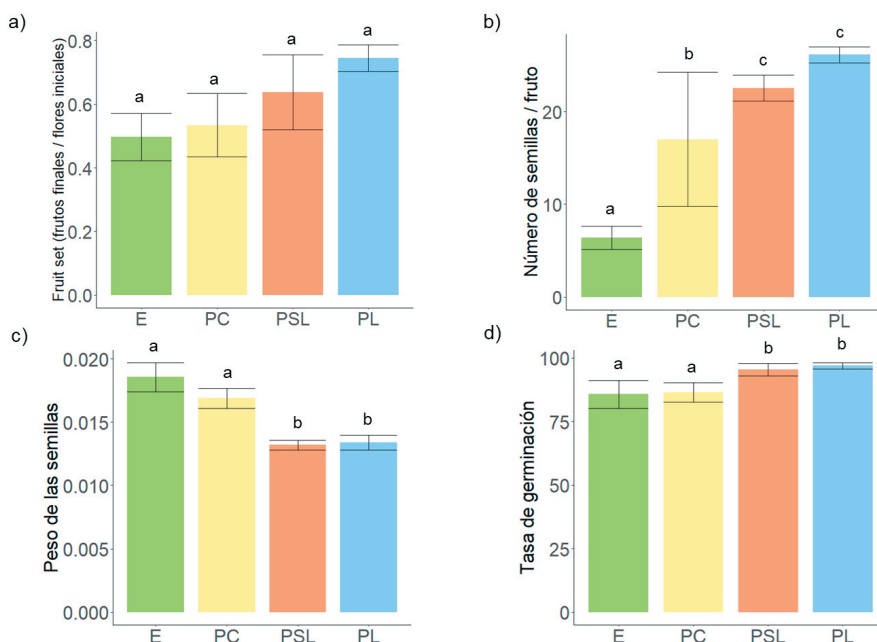 a)
Fruit set (frutos finales / flores iniciales)
0.8
0.6
0.4
0.2
0.0
a
a
a
a
E PC PSL PL
b)
Número de semillas / fruto
20
10
0
a
b
c
c
E PC PSL PL
c)
Peso de las semillas
0.020
0.015
0.010
0.005
0.000
a
a
b
b
E PC PSL PL
d)
Tasa de germinación
100
75
50
25
0
a
a
b
b
E PC PSL PL